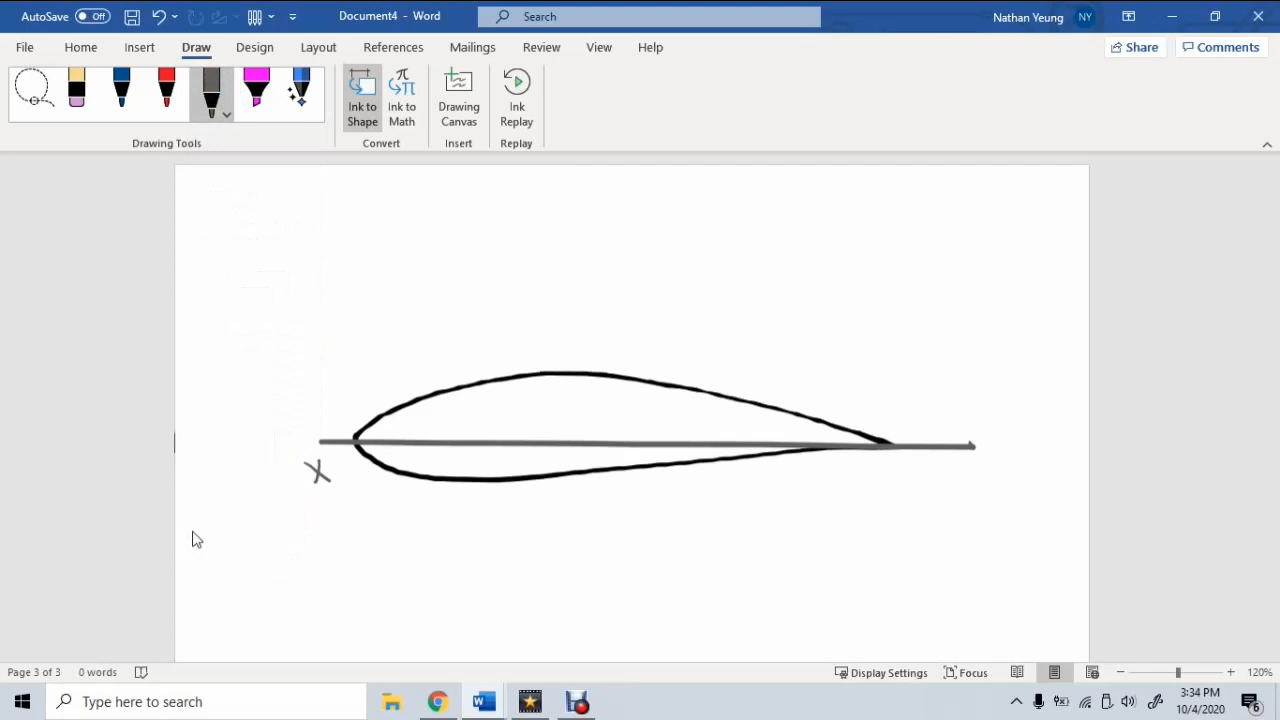 AutoSave Off Document4 - Word Search Nathan Yeung NY
File Home Insert Draw Design Layout References Mailings Review View Help Share Comments
Ink to Shape
Ink to Math
Drawing Canvas
Ink Replay
Drawing Tools Convert Insert Replay
X
Page 3 of 3 0 words Display Settings Focus 120%
Type here to search 3:34 PM
10/4/2020 6